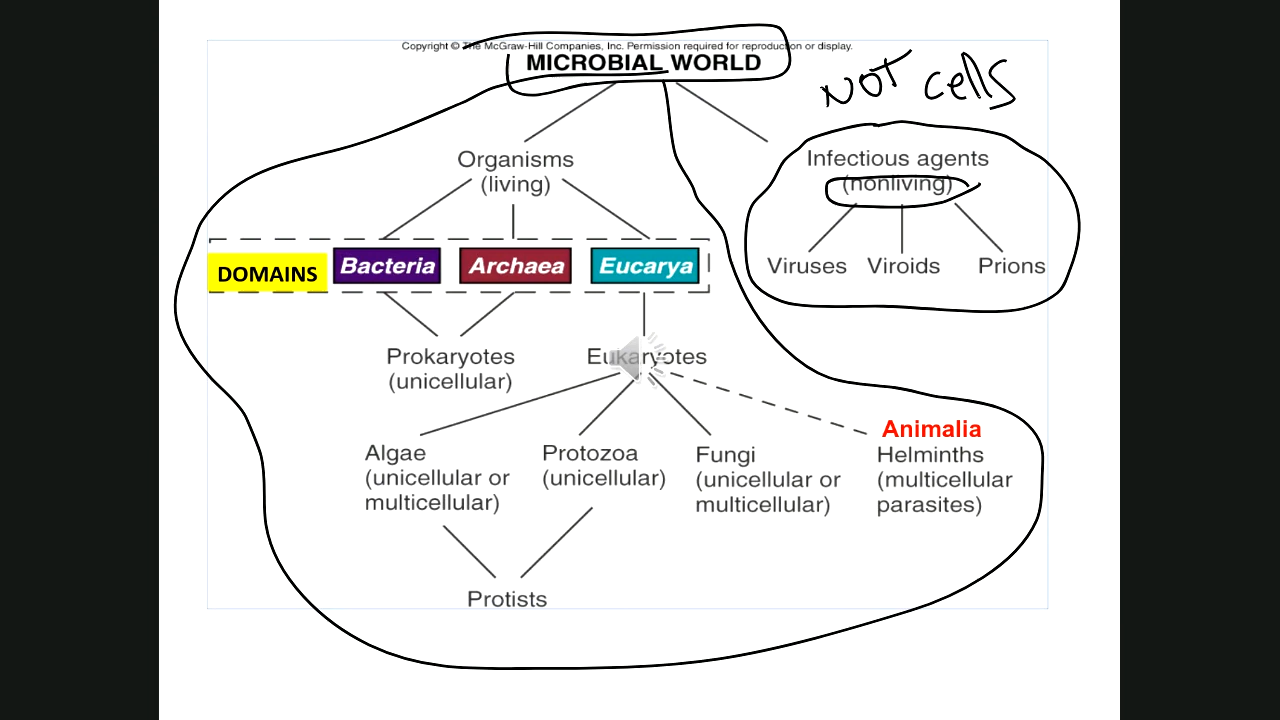 Copyright © The McGraw-Hill Companies, Inc. Permission required for reproduction or display.
MICROBIAL WORLD
NOT cells
Organisms
(living)
Infectious agents
(nonliving)
DOMAINS Bacteria Archaea Eucarya
Viruses Viroids Prions
Prokaryotes
(unicellular)
Eukaryotes
Algae
(unicellular or
multicellular)
Protozoa
(unicellular)
Fungi
(unicellular or
multicellular)
Animalia
Helminths
(multicellular
parasites)
Protists